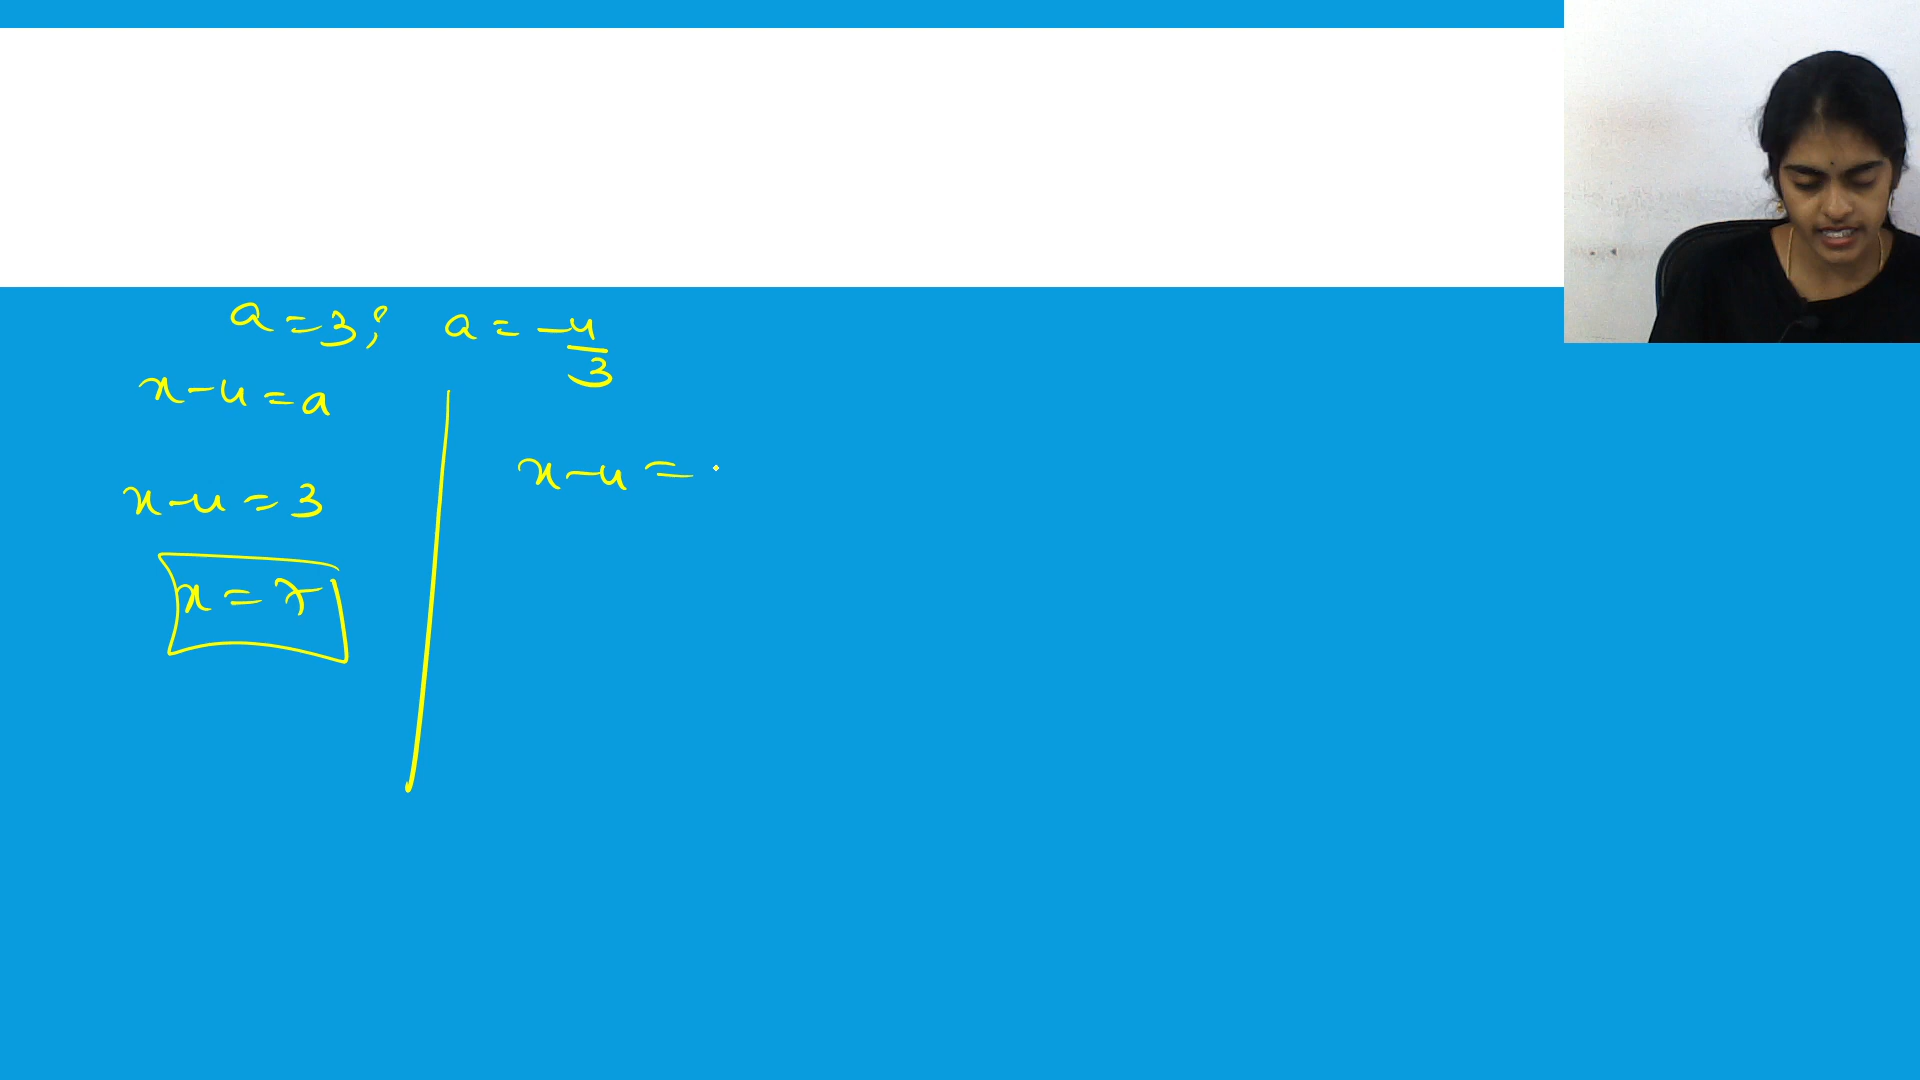 a = 3; a = -4/3
x - 4 = a
x - 4 = 3
x - 4 =
x = 7